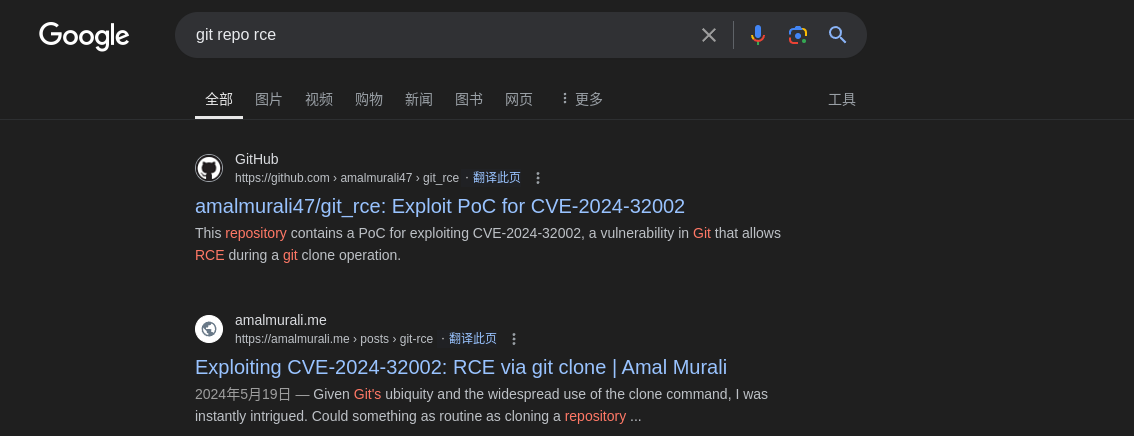 Google
git repo rce
全部 图片 视频 购物 新闻 图书 网页 更多 工具
GitHub
https://github.com › amalmurali47 › git_rce · 翻译此页
amalmurali47/git_rce: Exploit PoC for CVE-2024-32002
This repository contains a PoC for exploiting CVE-2024-32002, a vulnerability in Git that allows
RCE during a git clone operation.
amalmurali.me
https://amalmurali.me › posts › git-rce · 翻译此页
Exploiting CVE-2024-32002: RCE via git clone | Amal Murali
2024年5月19日 — Given Git's ubiquity and the widespread use of the clone command, I was
instantly intrigued. Could something as routine as cloning a repository ...